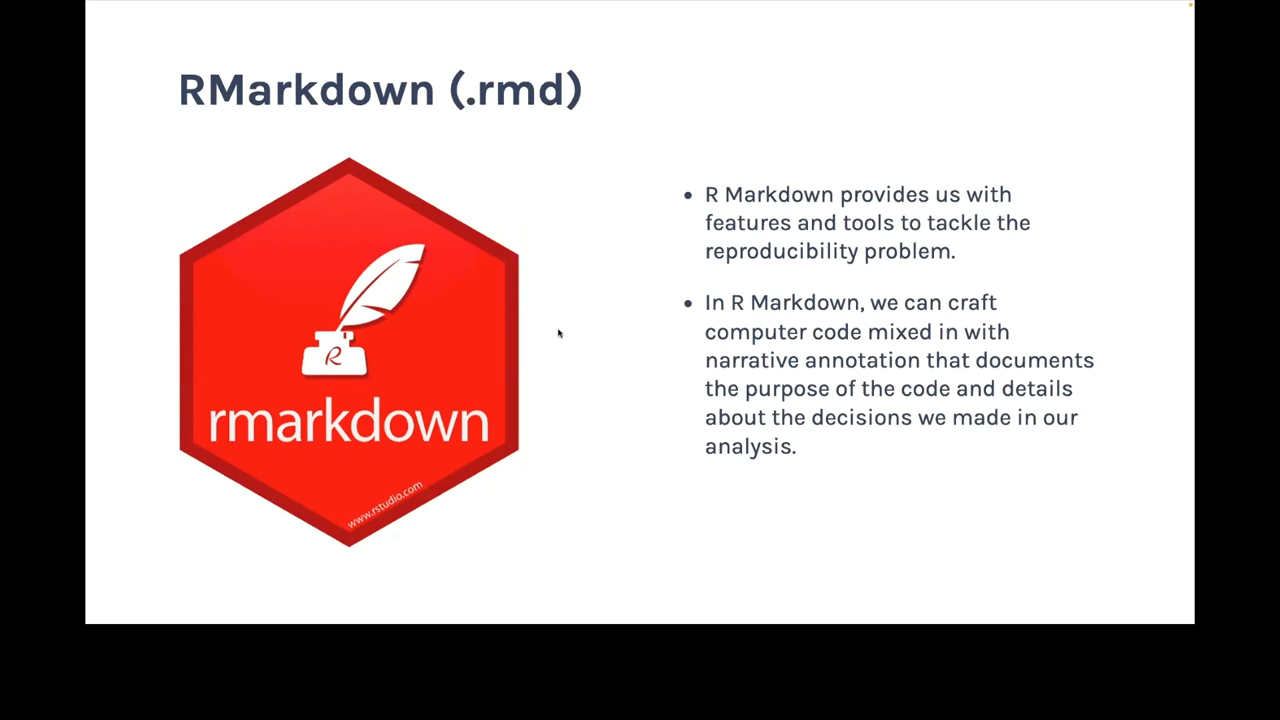 RMarkdown (.rmd)
R
rmarkdown
www.rstudio.com
• R Markdown provides us with
features and tools to tackle the
reproducibility problem.
• In R Markdown, we can craft
computer code mixed in with
narrative annotation that documents
the purpose of the code and details
about the decisions we made in our
analysis.